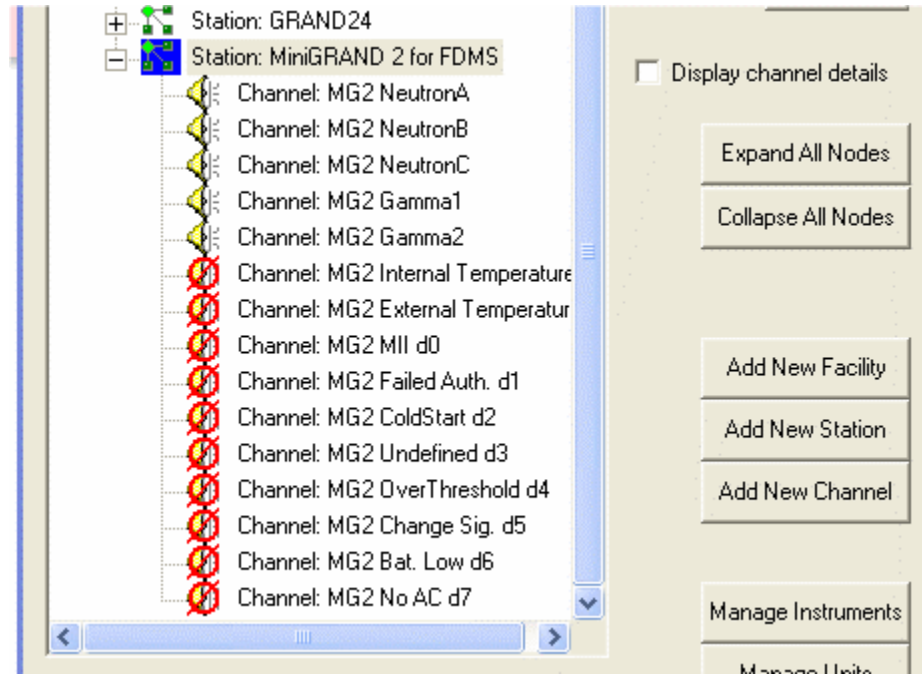 Station: GRAND24
Station: MiniGRAND 2 for FDMS
Channel: MG2 NeutronA
Channel: MG2 NeutronB
Channel: MG2 NeutronC
Channel: MG2 Gamma1
Channel: MG2 Gamma2
Channel: MG2 Internal Temperature
Channel: MG2 External Temperatur
Channel: MG2 MII d0
Channel: MG2 Failed Auth. d1
Channel: MG2 ColdStart d2
Channel: MG2 Undefined d3
Channel: MG2 OverThreshold d4
Channel: MG2 Change Sig. d5
Channel: MG2 Bat. Low d6
Channel: MG2 No AC d7
Display channel details
Expand All Nodes
Collapse All Nodes
Add New Facility
Add New Station
Add New Channel
Manage Instruments
Manage Units